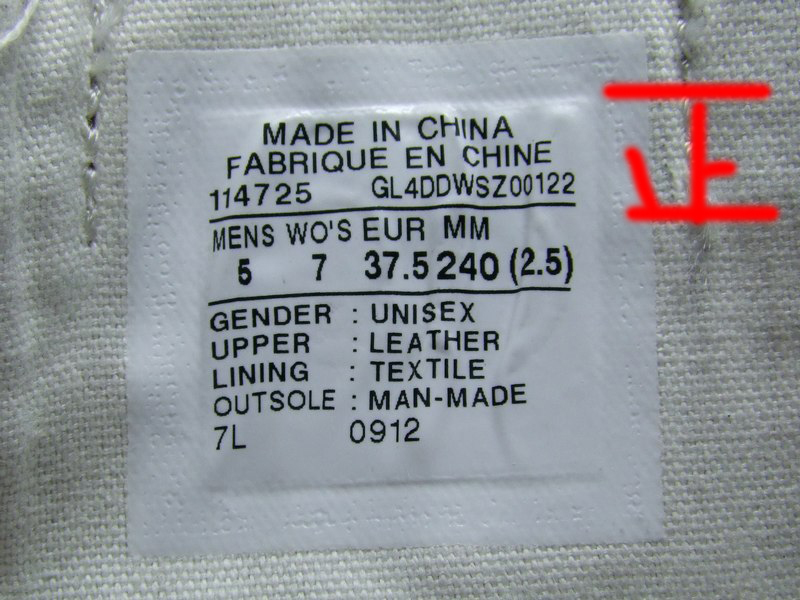 MADE IN CHINA
FABRIQUE EN CHINE
114725 GL4DDWSZ00122
MENS WO'S EUR MM
5 7 37.5 240 (2.5)
GENDER : UNISEX
UPPER : LEATHER
LINING : TEXTILE
OUTSOLE : MAN-MADE
7L 0912
正